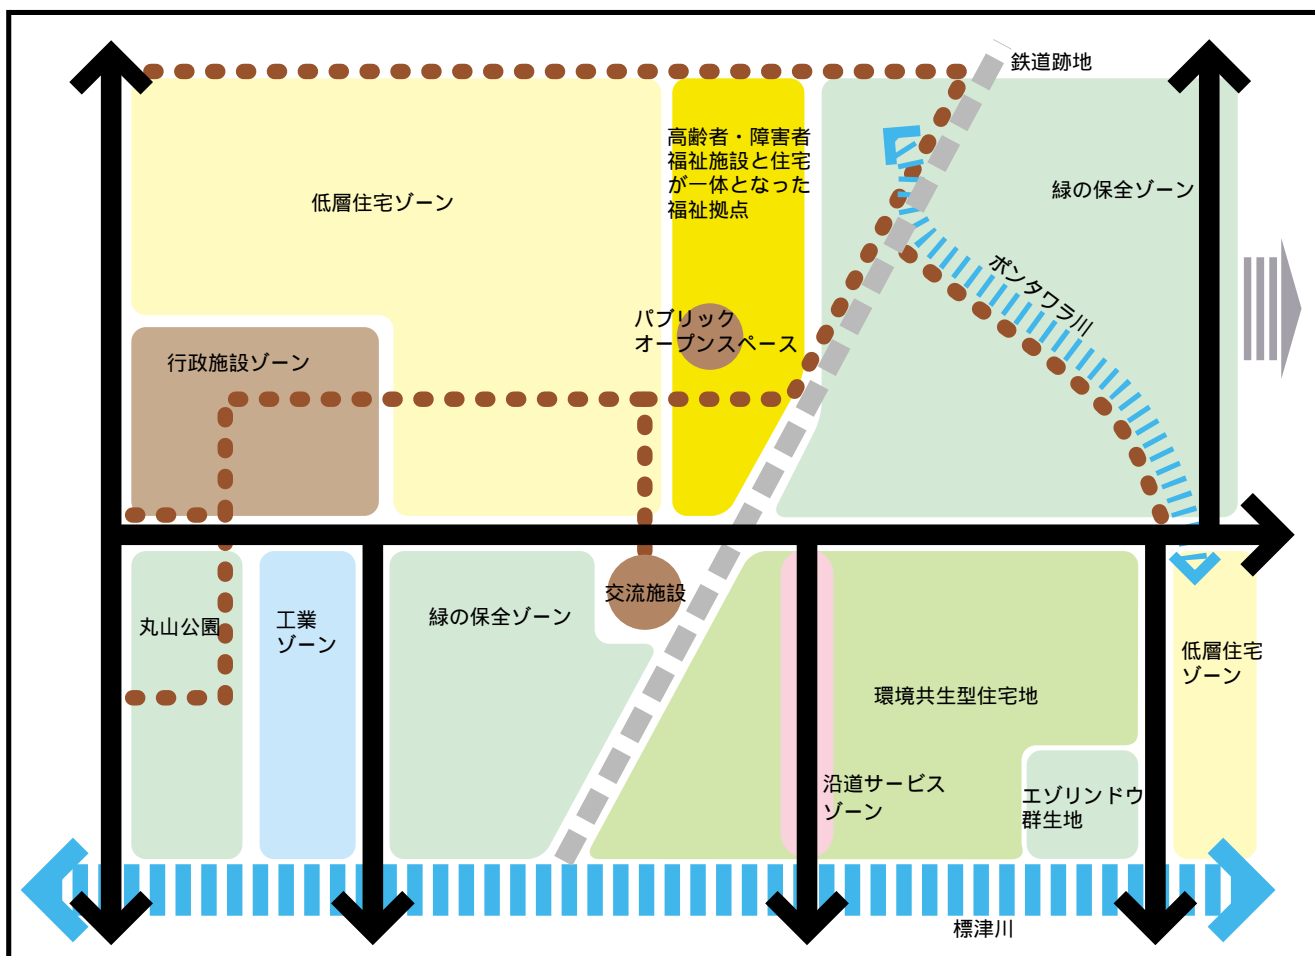 鉄道跡地
高齢者・障害者
福祉施設と住宅
が一体となった
福祉拠点
低層住宅ゾーン
緑の保全ゾーン
ポンタワラ川
パブリック
オープンスペース
行政施設ゾーン
丸山公園
工業
ゾーン
緑の保全ゾーン
交流施設
環境共生型住宅地
低層住宅
ゾーン
沿道サービス
ゾーン
エゾリンドウ
群生地
標津川